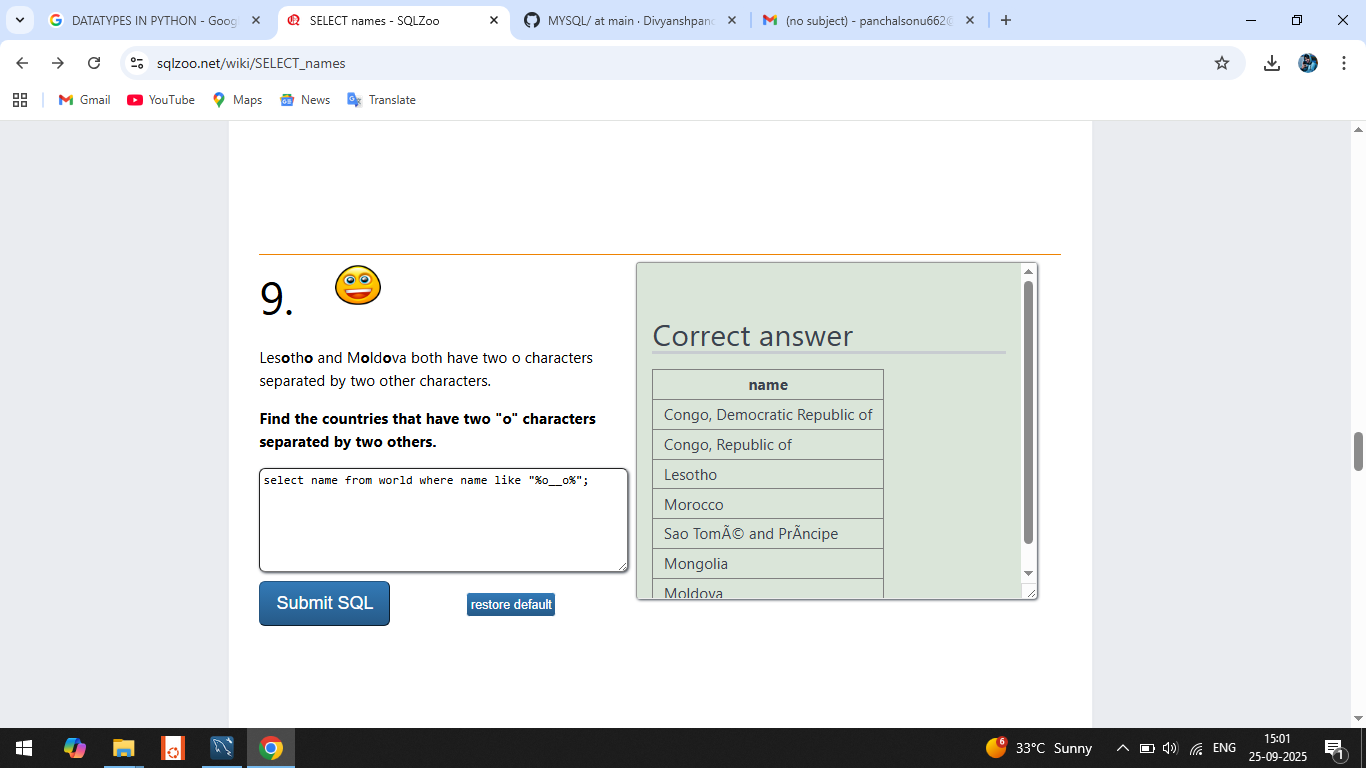 DATATYPES IN PYTHON - Goog
SELECT names - SQLZoo
MYSQL/ at main · Divyanshpan
(no subject) - panchalsonu662@
sqlzoo.net/wiki/SELECT_names
Gmail
YouTube
Maps
News
Translate
9.
Lesotho and Moldova both have two o characters
separated by two other characters.
Find the countries that have two "o" characters
separated by two others.
select name from world where name like "%o__o%";
Submit SQL
restore default
Correct answer
name
Congo, Democratic Republic of
Congo, Republic of
Lesotho
Morocco
Sao TomÃ© and PrÃncipe
Mongolia
Moldova
6
33°C Sunny
ENG
15:01
25-09-2025
1